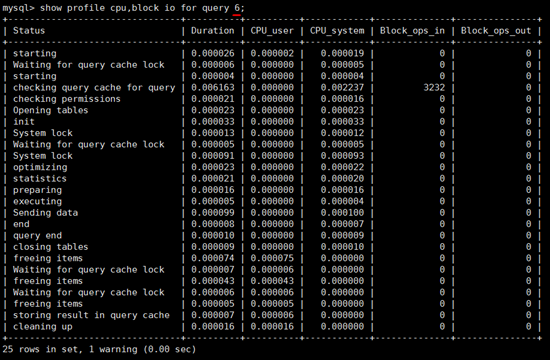 mysql> show profile cpu,block io for query 6;
+--------------------------------+----------+----------+------------+--------------+---------------+
| Status                         | Duration | CPU_user | CPU_system | Block_ops_in | Block_ops_out |
+--------------------------------+----------+----------+------------+--------------+---------------+
| starting                       | 0.000026 | 0.000002 |   0.000019 |            0 |             0 |
| Waiting for query cache lock   | 0.000006 | 0.000000 |   0.000005 |            0 |             0 |
| starting                       | 0.000004 | 0.000000 |   0.000004 |            0 |             0 |
| checking query cache for query | 0.006163 | 0.000000 |   0.002237 |         3232 |             0 |
| checking permissions           | 0.000021 | 0.000000 |   0.000016 |            0 |             0 |
| Opening tables                 | 0.000023 | 0.000000 |   0.000023 |            0 |             0 |
| init                           | 0.000033 | 0.000000 |   0.000033 |            0 |             0 |
| System lock                    | 0.000013 | 0.000000 |   0.000012 |            0 |             0 |
| Waiting for query cache lock   | 0.000005 | 0.000000 |   0.000005 |            0 |             0 |
| System lock                    | 0.000091 | 0.000000 |   0.000093 |            0 |             0 |
| optimizing                     | 0.000023 | 0.000000 |   0.000022 |            0 |             0 |
| statistics                     | 0.000021 | 0.000000 |   0.000020 |            0 |             0 |
| preparing                      | 0.000016 | 0.000000 |   0.000016 |            0 |             0 |
| executing                      | 0.000005 | 0.000000 |   0.000004 |            0 |             0 |
| Sending data                   | 0.000099 | 0.000000 |   0.000100 |            0 |             0 |
| end                            | 0.000008 | 0.000000 |   0.000007 |            0 |             0 |
| query end                      | 0.000010 | 0.000000 |   0.000009 |            0 |             0 |
| closing tables                 | 0.000009 | 0.000000 |   0.000010 |            0 |             0 |
| freeing items                  | 0.000074 | 0.000075 |   0.000000 |            0 |             0 |
| Waiting for query cache lock   | 0.000007 | 0.000006 |   0.000000 |            0 |             0 |
| freeing items                  | 0.000043 | 0.000043 |   0.000000 |            0 |             0 |
| Waiting for query cache lock   | 0.000006 | 0.000006 |   0.000000 |            0 |             0 |
| freeing items                  | 0.000005 | 0.000005 |   0.000000 |            0 |             0 |
| storing result in query cache  | 0.000007 | 0.000006 |   0.000000 |            0 |             0 |
| cleaning up                    | 0.000016 | 0.000016 |   0.000000 |            0 |             0 |
+--------------------------------+----------+----------+------------+--------------+---------------+
25 rows in set, 1 warning (0.00 sec)